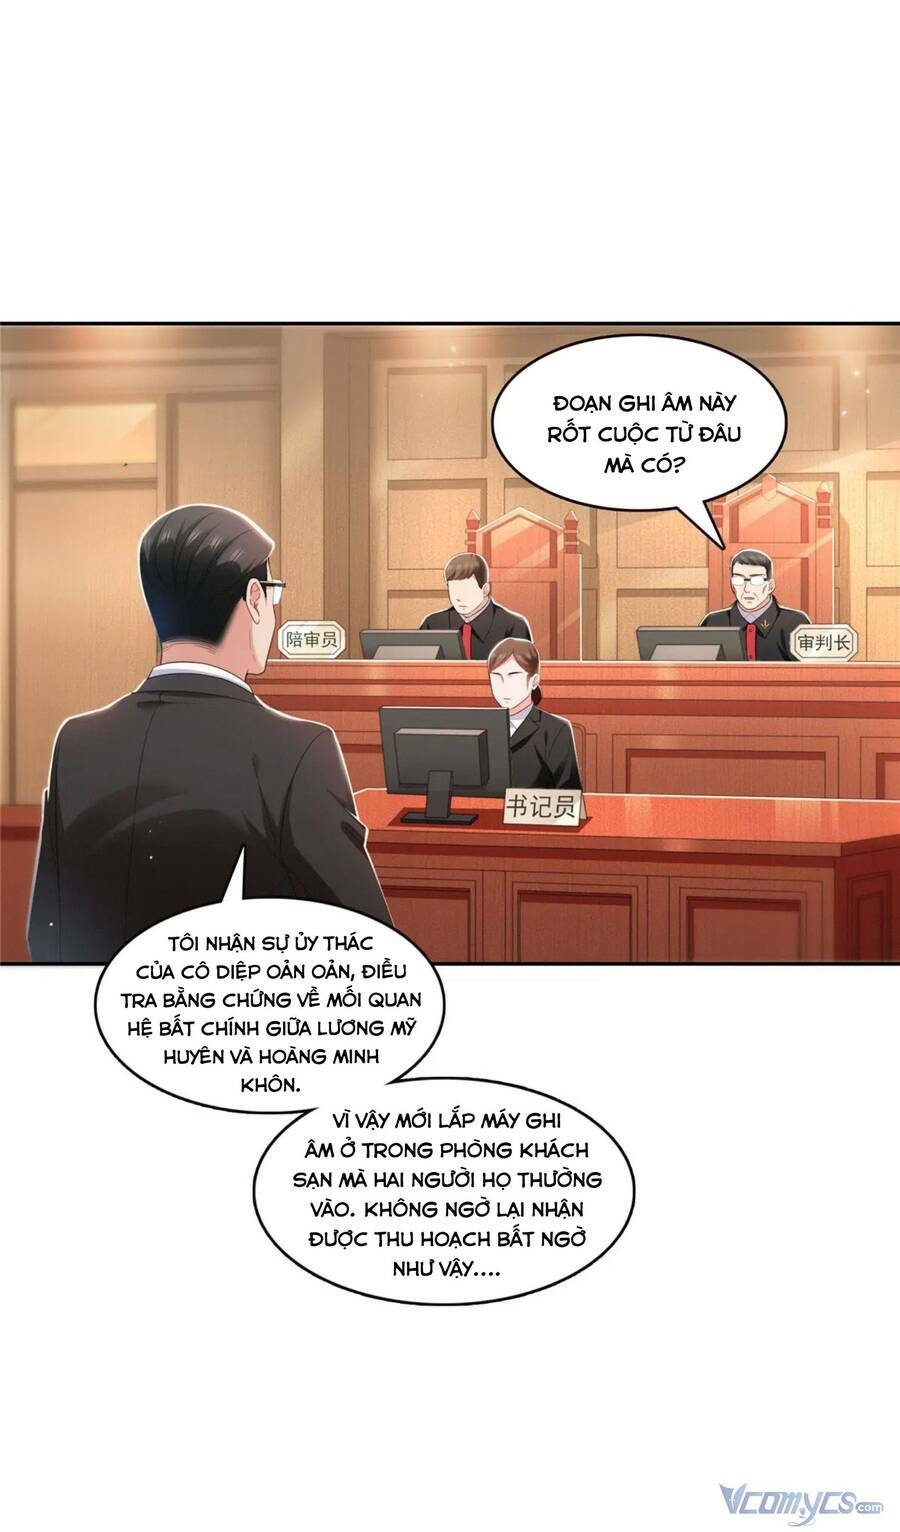 ĐOẠN GHI ÂM NÀY
RỐT CUỘC TỪ ĐÂU
MÀ CÓ?
陪审员
审判长
书记员
TÔI NHẬN SỰ ỦY THÁC
CỦA CÔ DIỆP OẢN OẢN, ĐIỀU
TRA BẰNG CHỨNG VỀ MỐI QUAN
HỆ BẤT CHÍNH GIỮA LƯƠNG MỸ
HUYÊN VÀ HOÀNG MINH
KHÔN.
VÌ VẬY MỚI LẮP MÁY GHI
ÂM Ở TRONG PHÒNG KHÁCH
SẠN MÀ HAI NGƯỜI HỌ THƯỜNG
VÀO. KHÔNG NGỜ LẠI NHẬN
ĐƯỢC THU HOẠCH BẤT NGỜ
NHƯ VẬY....
VCOMYCS.com